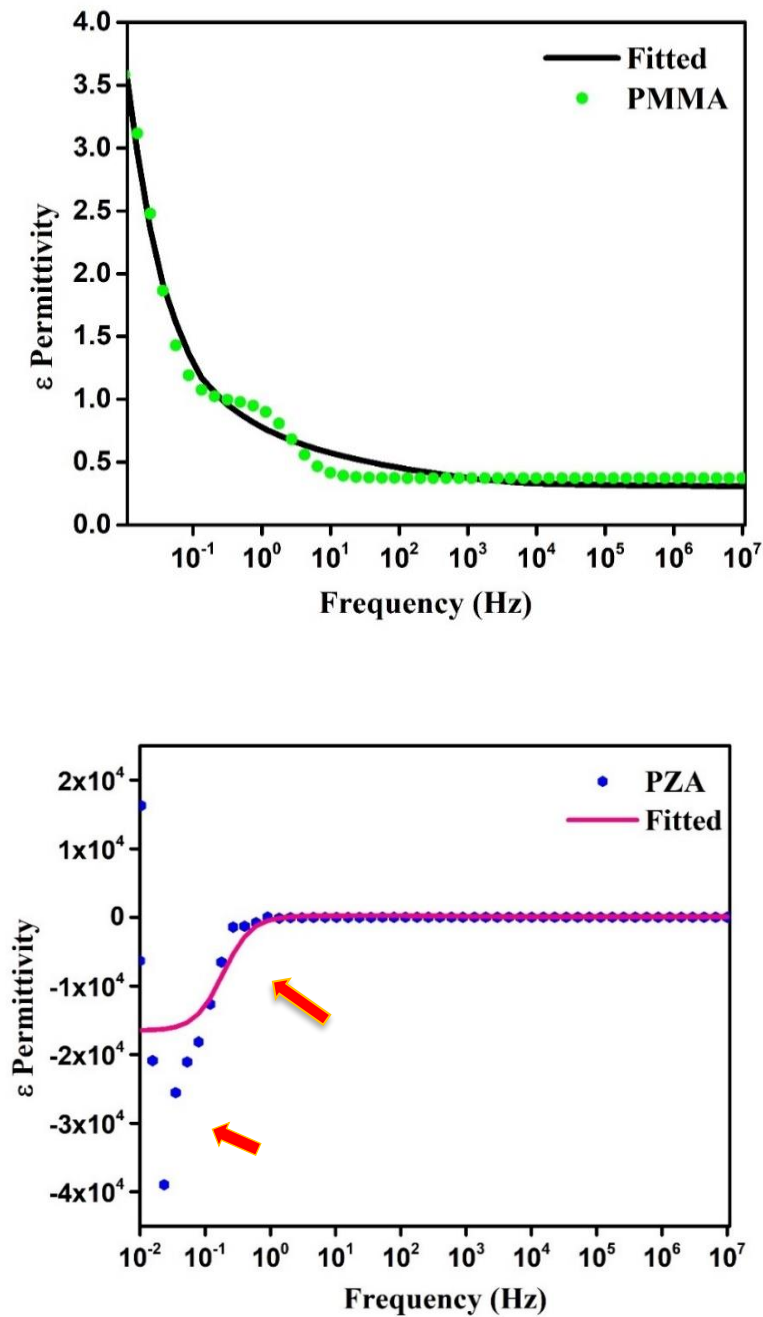 4.0
3.5
3.0
2.5
2.0
1.5
1.0
0.5
0.0
ε Permittivity
Fitted
PMMA
10⁻¹ 10⁰ 10¹ 10² 10³ 10⁴ 10⁵ 10⁶ 10⁷
Frequency (Hz)
2x10⁴
1x10⁴
0
-1x10⁴
-2x10⁴
-3x10⁴
-4x10⁴
ε Permittivity
PZA
Fitted
10⁻² 10⁻¹ 10⁰ 10¹ 10² 10³ 10⁴ 10⁵ 10⁶ 10⁷
Frequency (Hz)